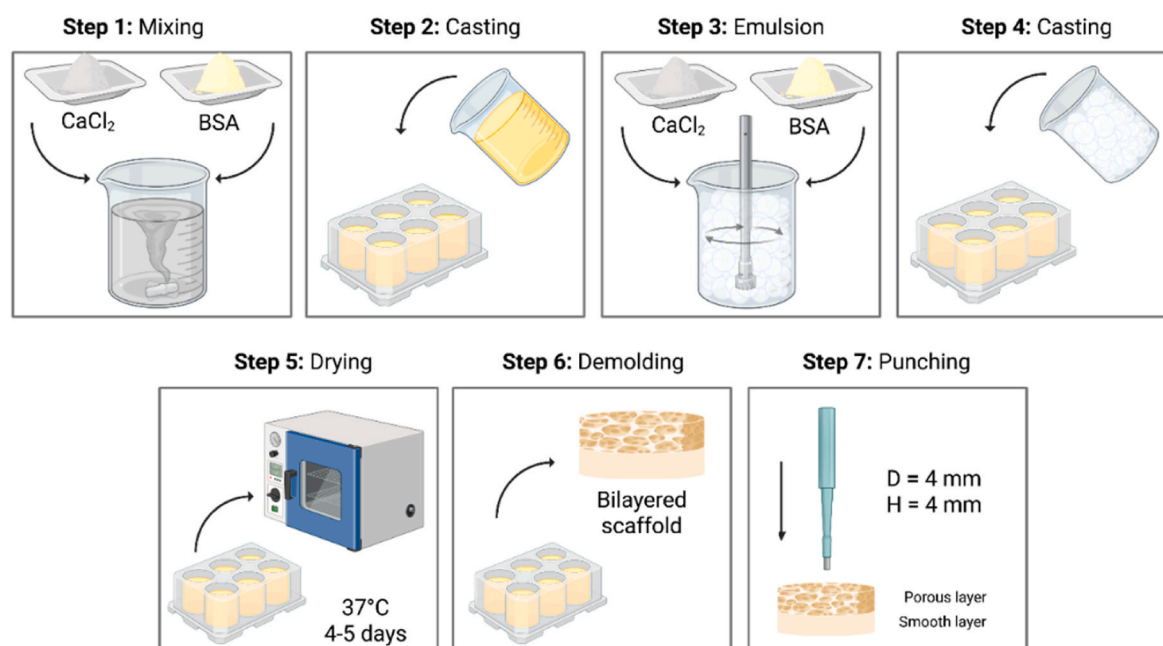 Step 1: Mixing
CaCl₂
BSA
Step 2: Casting
Step 3: Emulsion
CaCl₂
BSA
Step 4: Casting
Step 5: Drying
37°C
4-5 days
Step 6: Demolding
Bilayered
scaffold
Step 7: Punching
D = 4 mm
H = 4 mm
Porous layer
Smooth layer